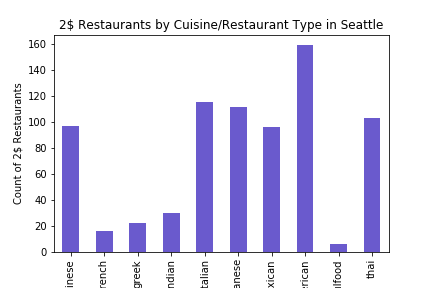 2$ Restaurants by Cuisine/Restaurant Type in Seattle
Count of 2$ Restaurants
160
140
120
100
80
60
40
20
0
inese
rench
greek
ndian
talian
anese
xican
rican
ulfood
thai